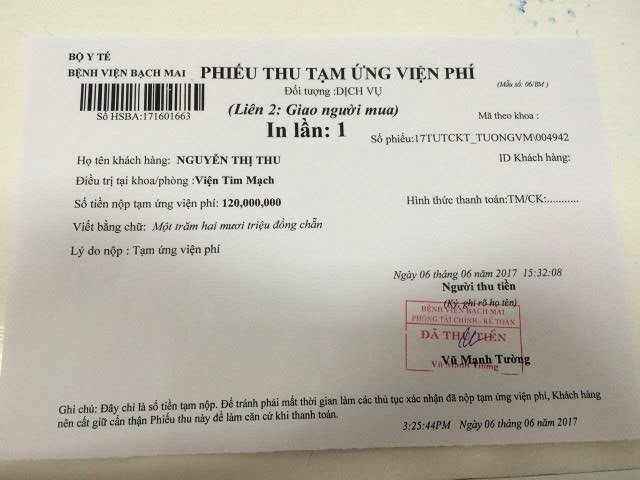 BỘ Y TẾ
BỆNH VIỆN BẠCH MAI
PHIẾU THU TẠM ỨNG VIỆN PHÍ
(Mẫu số: 06/BM )
Đối tượng :DỊCH VỤ
Số HSBA:171601663
(Liên 2: Giao người mua)
Mã theo khoa :
In lần: 1
Số phiếu:17TUTCKT_TUONGVM\004942
Họ tên khách hàng: NGUYỄN THỊ THU
ID Khách hàng:
Điều trị tại khoa/phòng :Viện Tim Mạch
Số tiền nộp tạm ứng viện phí: 120,000,000
Hình thức thanh toán:TM/CK:...........
Viết bằng chữ: Một trăm hai mươi triệu đồng chẵn
Lý do nộp : Tạm ứng viện phí
Ngày 06 tháng 06 năm 2017 15:32:08
Người thu tiền
(Ký, ghi rõ họ tên)
BỆNH VIỆN BẠCH MAI
PHÒNG TÀI CHÍNH - KẾ TOÁN
ĐÃ THU TIỀN
Vũ Mạnh Tường
Vũ Mạnh Tường
Ghi chú: Đây chỉ là số tiền tạm nộp. Để tránh phải mất thời gian làm các thủ tục xác nhận đã nộp tạm ứng viện phí, Khách hàng
nên cất giữ cẩn thận Phiếu thu này để làm căn cứ khi thanh toán.
3:25:44PM Ngày 06 tháng 06 năm 2017